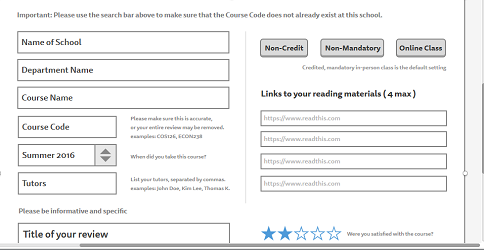 Important: Please use the search bar above to make sure that the Course Code does not already exist at this school.
Name of School
Department Name
Course Name
Course Code
Please make sure this is accurate,
or your entire review may be removed.
examples: COS126, ECON238
Summer 2016
When did you take this course?
Tutors
List your tutors, separated by commas.
examples: John Doe, Kim Lee, Thomas K.
Please be informative and specific
Title of your review
Non-Credit
Non-Mandatory
Online Class
Credited, mandatory in-person class is the default setting
Links to your reading materials ( 4 max )
https://www.readthis.com
https://www.readthis.com
https://www.readthis.com
https://www.readthis.com
Were you satisfied with the course?